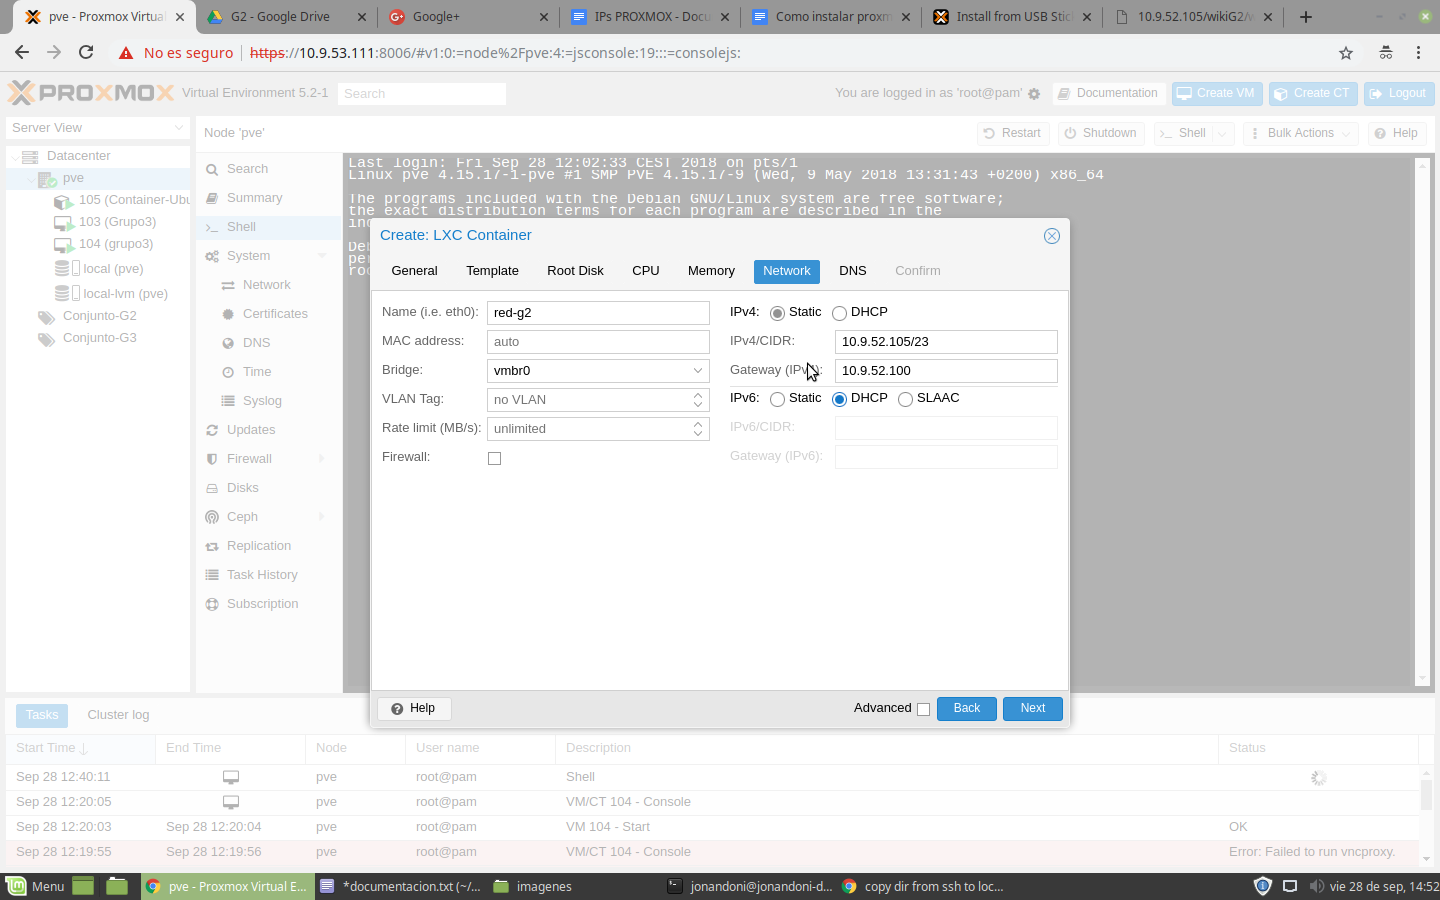 pve - Proxmox Virtual
G2 - Google Drive
Google+
IPs PROXMOX - Docu
Como instalar proxm
Install from USB Stic
10.9.52.105/wikiG2/w
No es seguro
https://10.9.53.111:8006/#v1:0:=node%2Fpve:4:=jsconsole:19:::=consolejs:
PROXMOX
Virtual Environment 5.2-1
Search
You are logged in as 'root@pam'
Documentation
Create VM
Create CT
Logout
Server View
Node 'pve'
Restart
Shutdown
Shell
Bulk Actions
Help
Datacenter
pve
105 (Container-Ubu
103 (Grupo3)
104 (grupo3)
local (pve)
local-lvm (pve)
Conjunto-G2
Conjunto-G3
Search
Summary
Shell
System
Network
Certificates
DNS
Time
Syslog
Updates
Firewall
Disks
Ceph
Replication
Task History
Subscription
Last login: Fri Sep 28 12:02:33 CEST 2018 on pts/1
Linux pve 4.15.17-1-pve #1 SMP PVE 4.15.17-9 (Wed, 9 May 2018 13:31:43 +0200) x86_64
The programs included with the Debian GNU/Linux system are free software;
the exact distribution terms for each program are described in the
in
De
pe
ro
Create: LXC Container
General
Template
Root Disk
CPU
Memory
Network
DNS
Confirm
Name (i.e. eth0): red-g2
MAC address: auto
Bridge: vmbr0
VLAN Tag: no VLAN
Rate limit (MB/s): unlimited
Firewall:
IPv4: Static DHCP
IPv4/CIDR: 10.9.52.105/23
Gateway (IPv4): 10.9.52.100
IPv6: Static DHCP SLAAC
IPv6/CIDR:
Gateway (IPv6):
Help
Advanced
Back
Next
Tasks
Cluster log
Start Time End Time Node User name Description Status
Sep 28 12:40:11 pve root@pam Shell
Sep 28 12:20:05 pve root@pam VM/CT 104 - Console
Sep 28 12:20:03 Sep 28 12:20:04 pve root@pam VM 104 - Start OK
Sep 28 12:19:55 Sep 28 12:19:56 pve root@pam VM/CT 104 - Console Error: Failed to run vncproxy.
Menu
pve - Proxmox Virtual E...
*documentacion.txt (~/...
imagenes
jonandoni@jonandoni-d...
copy dir from ssh to loc...
vie 28 de sep, 14:52